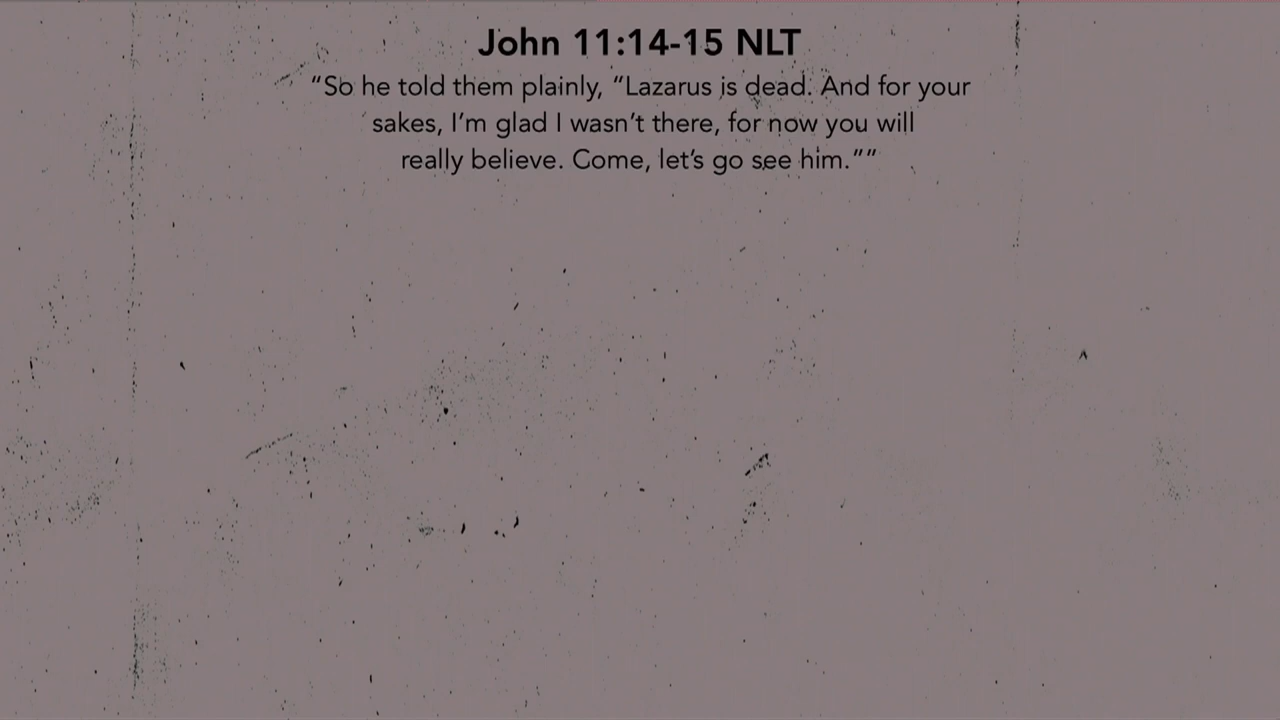 John 11:14-15 NLT
“So he told them plainly, “Lazarus is dead. And for your
sakes, I’m glad I wasn’t there, for now you will
really believe. Come, let’s go see him.””